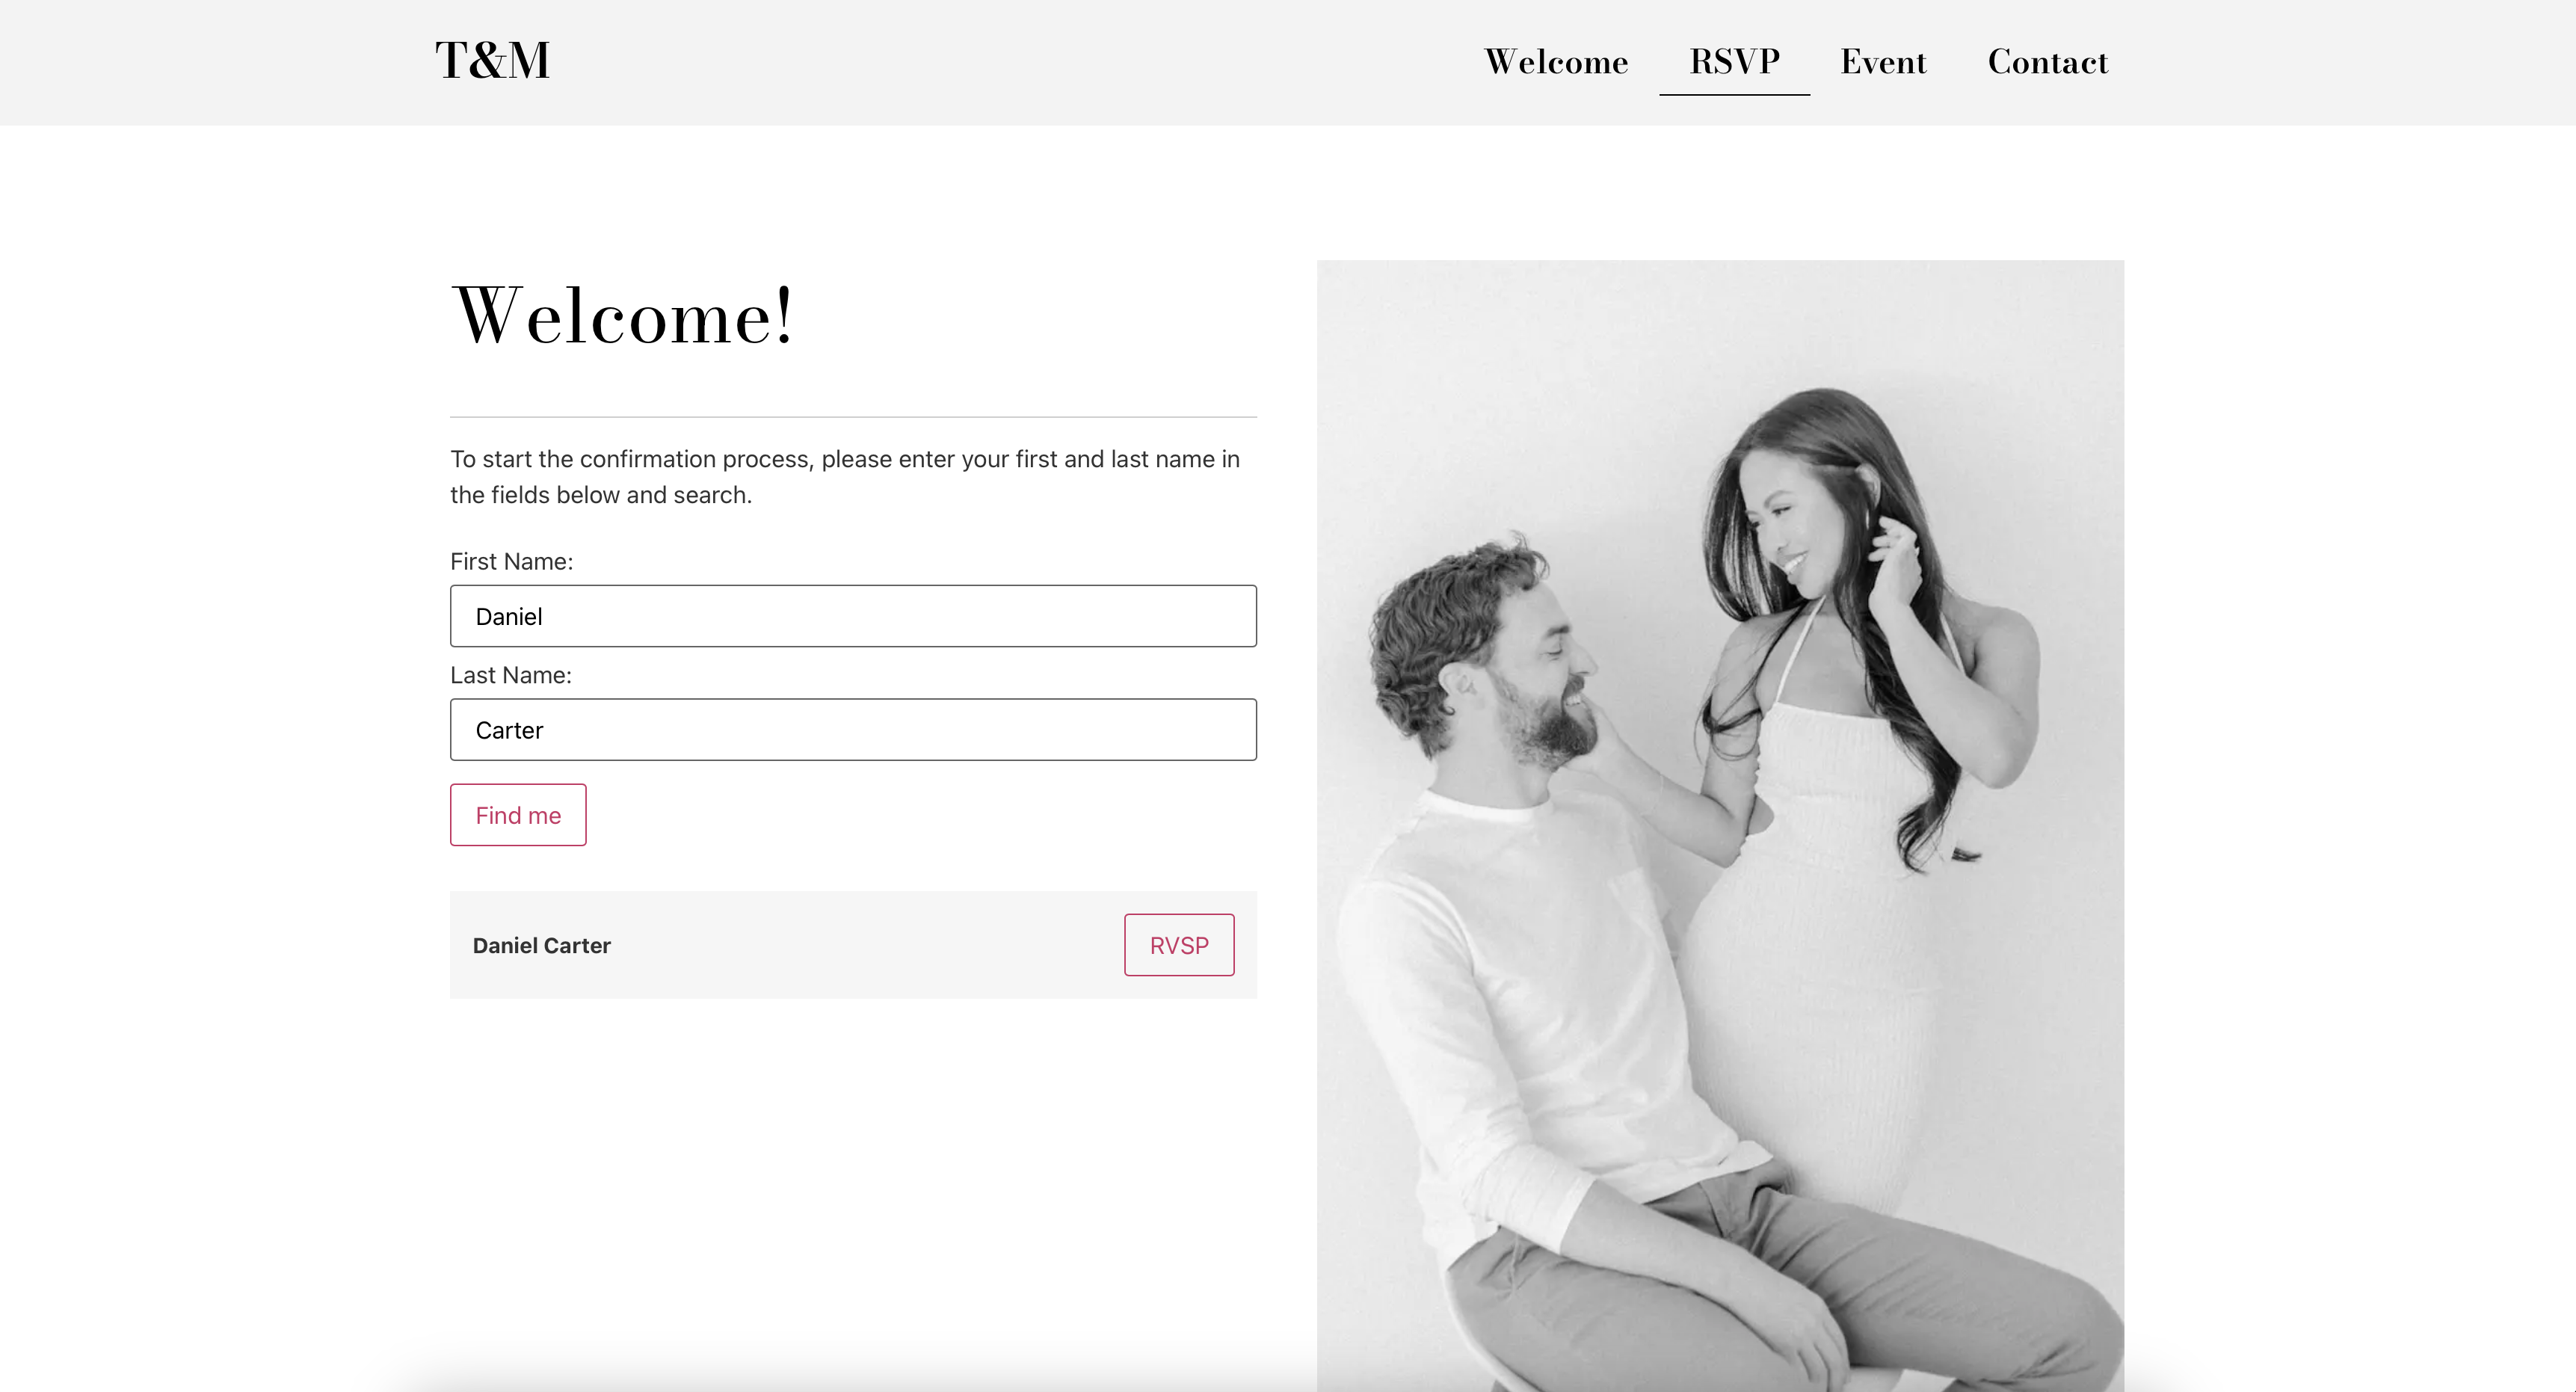 T&M
Welcome
RSVP
Event
Contact
Welcome!
To start the confirmation process, please enter your first and last name in
the fields below and search.
First Name:
Daniel
Last Name:
Carter
Find me
Daniel Carter
RVSP